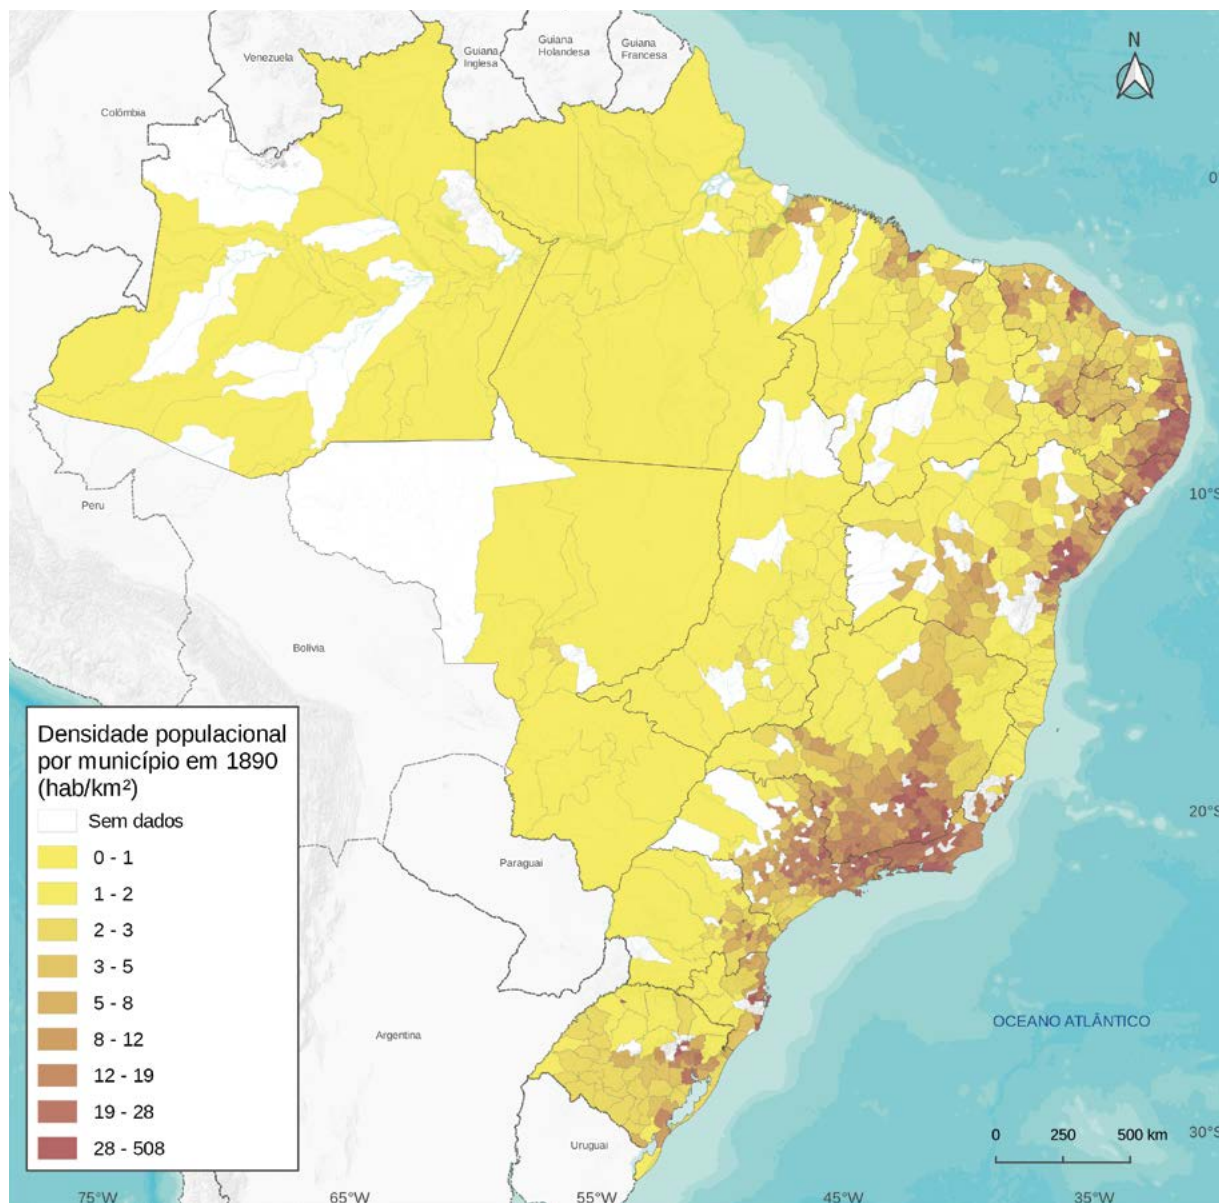 Venezuela
Guiana
Inglesa
Guiana
Holandesa
Guiana
Francesa
N
Colômbia
0°
Peru
10°S
Bolívia
Densidade populacional
por município em 1890
(hab/km²)
Sem dados
0 - 1
1 - 2
2 - 3
3 - 5
5 - 8
8 - 12
12 - 19
19 - 28
28 - 508
20°S
Paraguai
Argentina
OCEANO ATLÂNTICO
Uruguai
0 250 500 km
30°S
75°W 65°W 55°W 45°W 35°W